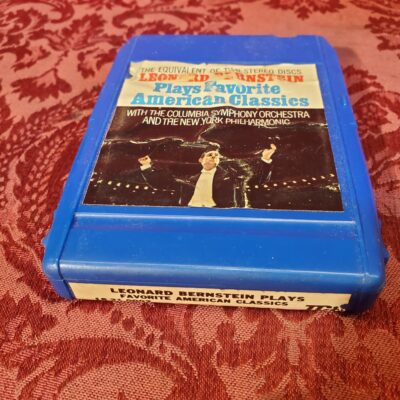 THE EQUIVALENT OF TWO STEREO DISCS
LEONARD BERNSTEIN
Plays Favorite
American Classics
WITH THE COLUMBIA SYMPHONY ORCHESTRA
AND THE NEW YORK PHILHARMONIC
LEONARD BERNSTEIN PLAYS
FAVORITE AMERICAN CLASSICS